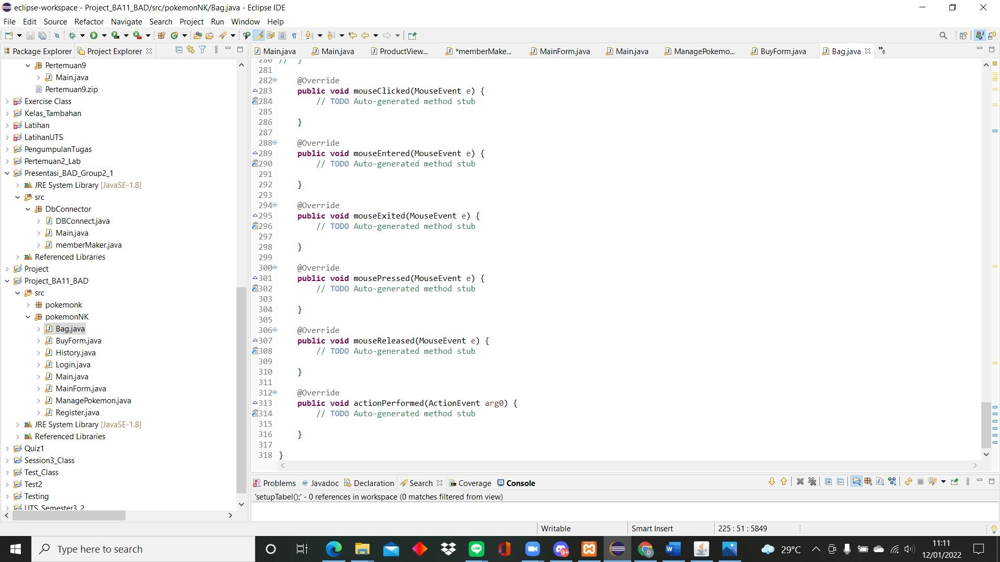 eclipse-workspace - Project_BA11_BAD/src/pokemonNK/Bag.java - Eclipse IDE
File Edit Source Refactor Navigate Search Project Run Window Help
Package Explorer Project Explorer
Main.java Main.java ProductView... *memberMake... MainForm.java Main.java ManagePokemo... BuyForm.java Bag.java »6
Pertemuan9
Main.java
Pertemuan9.zip
Exercise Class
Kelas_Tambahan
Latihan
LatihanUTS
PengumpulanTugas
Pertemuan2_Lab
Presentasi_BAD_Group2_1
JRE System Library [JavaSE-1.8]
src
DbConnector
DBConnect.java
Main.java
memberMaker.java
Referenced Libraries
Project
Project_BA11_BAD
src
pokemonk
pokemonNK
Bag.java
BuyForm.java
History.java
Login.java
Main.java
MainForm.java
ManagePokemon.java
Register.java
JRE System Library [JavaSE-1.8]
Referenced Libraries
Quiz1
Session3_Class
Test_Class
Test2
Testing
UTS_Semester3_2
280 // }
281
282 @Override
283 public void mouseClicked(MouseEvent e) {
284 // TODO Auto-generated method stub
285
286 }
287
288 @Override
289 public void mouseEntered(MouseEvent e) {
290 // TODO Auto-generated method stub
291
292 }
293
294 @Override
295 public void mouseExited(MouseEvent e) {
296 // TODO Auto-generated method stub
297
298 }
299
300 @Override
301 public void mousePressed(MouseEvent e) {
302 // TODO Auto-generated method stub
303
304 }
305
306 @Override
307 public void mouseReleased(MouseEvent e) {
308 // TODO Auto-generated method stub
309
310 }
311
312 @Override
313 public void actionPerformed(ActionEvent arg0) {
314 // TODO Auto-generated method stub
315
316 }
317
318 }
Problems @ Javadoc Declaration Search Coverage Console
'setupTabel();' - 0 references in workspace (0 matches filtered from view)
Writable Smart Insert 225 : 51 : 5849
Type here to search
LINE
9+
D
29°C
11:11
12/01/2022